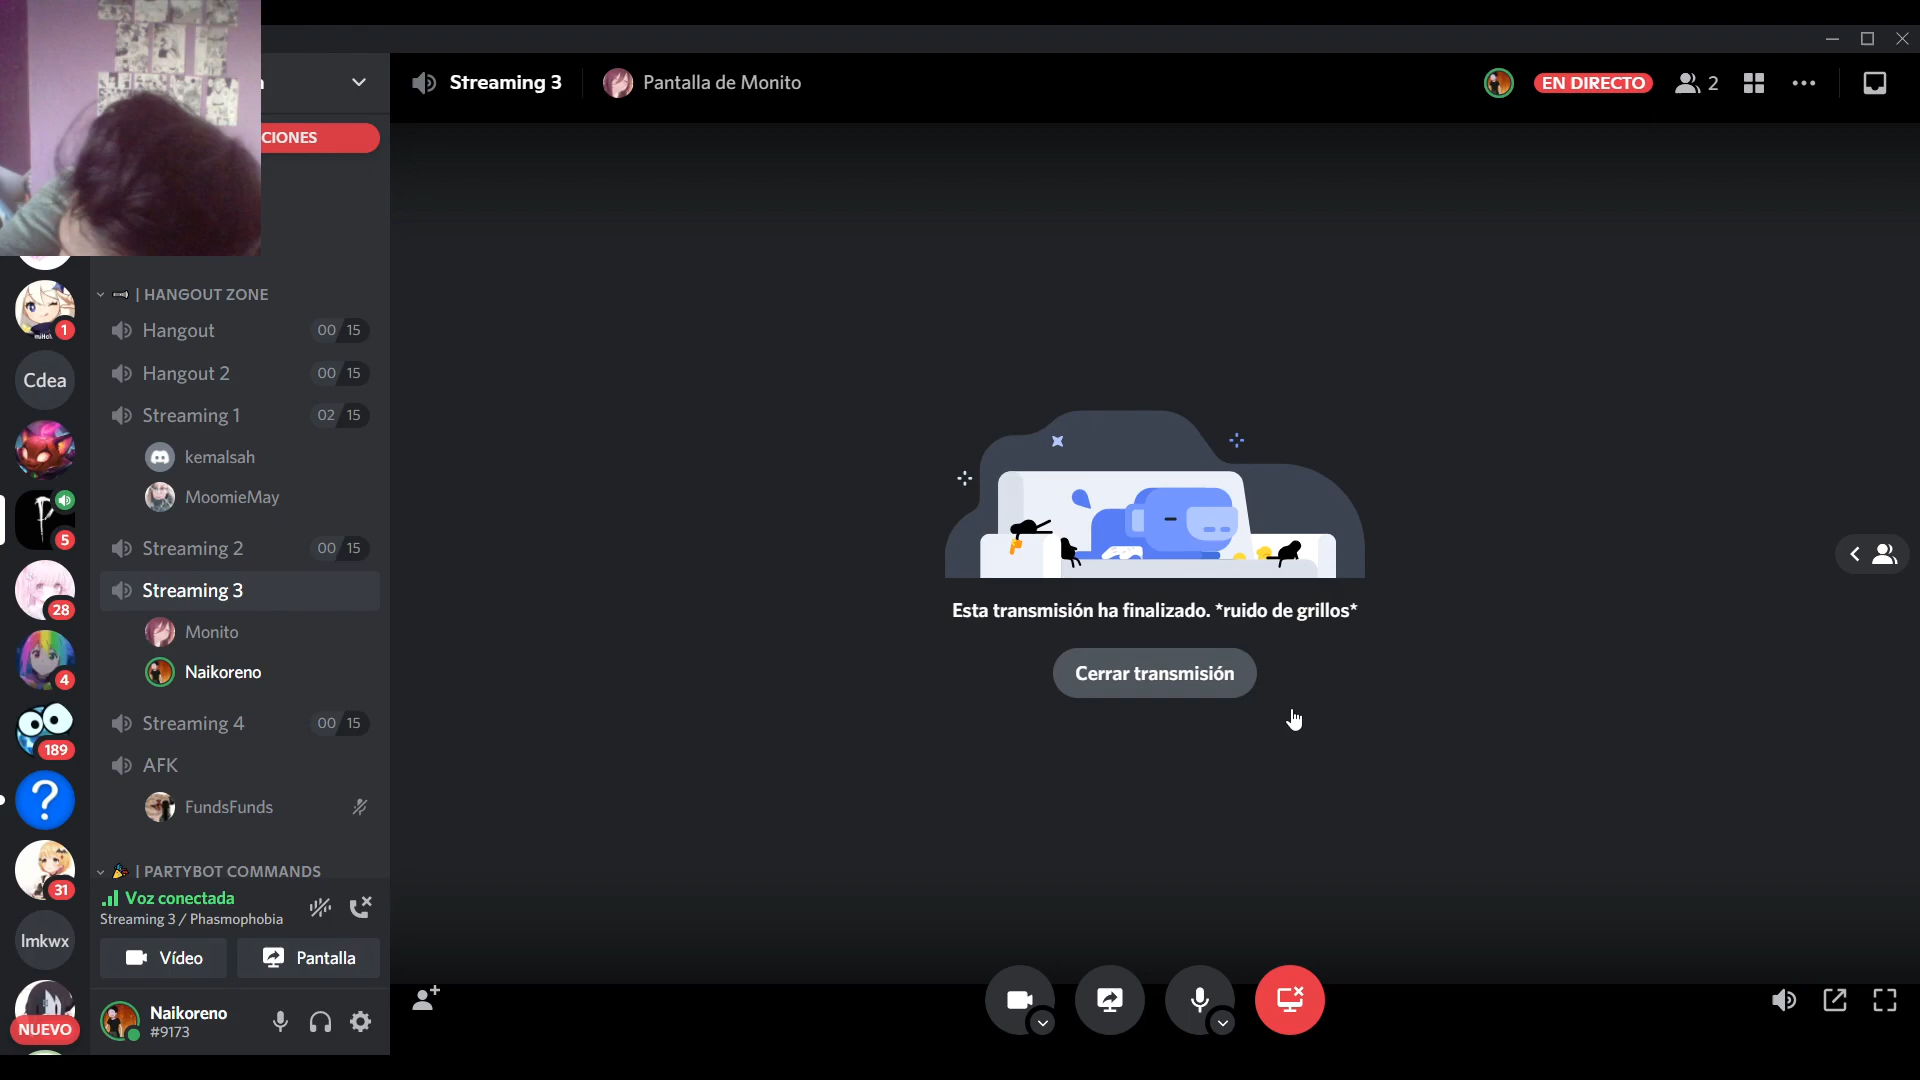 Streaming 3
Pantalla de Monito
EN DIRECTO
2
CIONES
| HANGOUT ZONE
Hangout
00 15
1
Hangout 2
00 15
Cdea
Streaming 1
02 15
kemalsah
MoomieMay
5
Streaming 2
00 15
Streaming 3
28
Monito
Naikoreno
4
Streaming 4
00 15
189
AFK
FundsFunds
?
31
| PARTYBOT COMMANDS
Voz conectada
Streaming 3 / Phasmophobia
lmkwx
Vídeo
Pantalla
Naikoreno
#9173
NUEVO
Esta transmisión ha finalizado. *ruido de grillos*
Cerrar transmisión